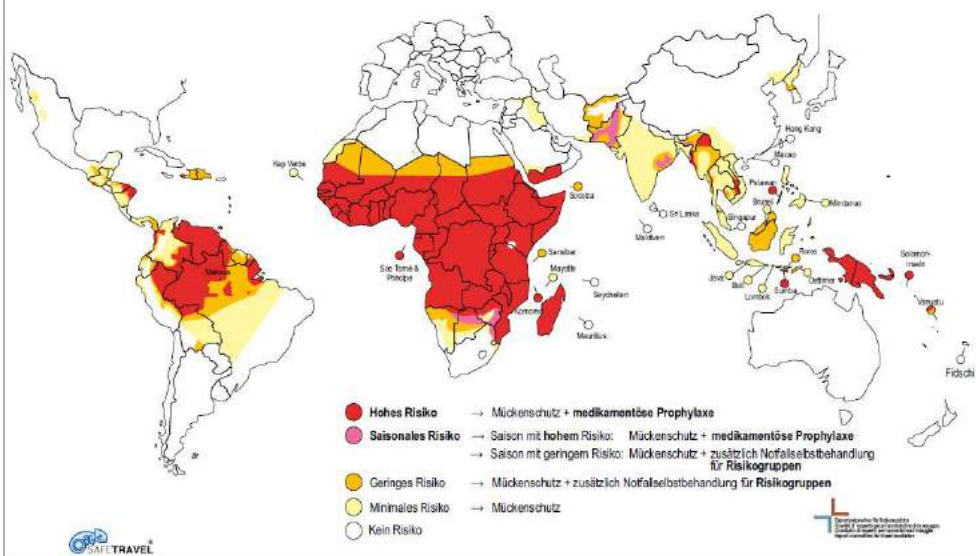 Hong Kong
Macao
Kap Verde
Palawan
Sokotra
Brunei
Mindanao
Sri Lanka
Singapur
Malediven
Flores
Solomon-
Inseln
Sansibar
Manaus
Sao Tomé &
Principe
Mayotte
Java
Bali
Osttimor
Seychellen
Lombok
Sumba
Vanuatu
Komoren
Mauritius
Fidschi
Hohes Risiko → Mückenschutz + medikamentöse Prophylaxe
Saisonales Risiko → Saison mit hohem Risiko: Mückenschutz + medikamentöse Prophylaxe
→ Saison mit geringem Risiko: Mückenschutz + zusätzlich Notfallselbstbehandlung
für Risikogruppen
Geringes Risiko → Mückenschutz + zusätzlich Notfallselbstbehandlung für Risikogruppen
Minimales Risiko → Mückenschutz
Kein Risiko
SAFETRAVEL®